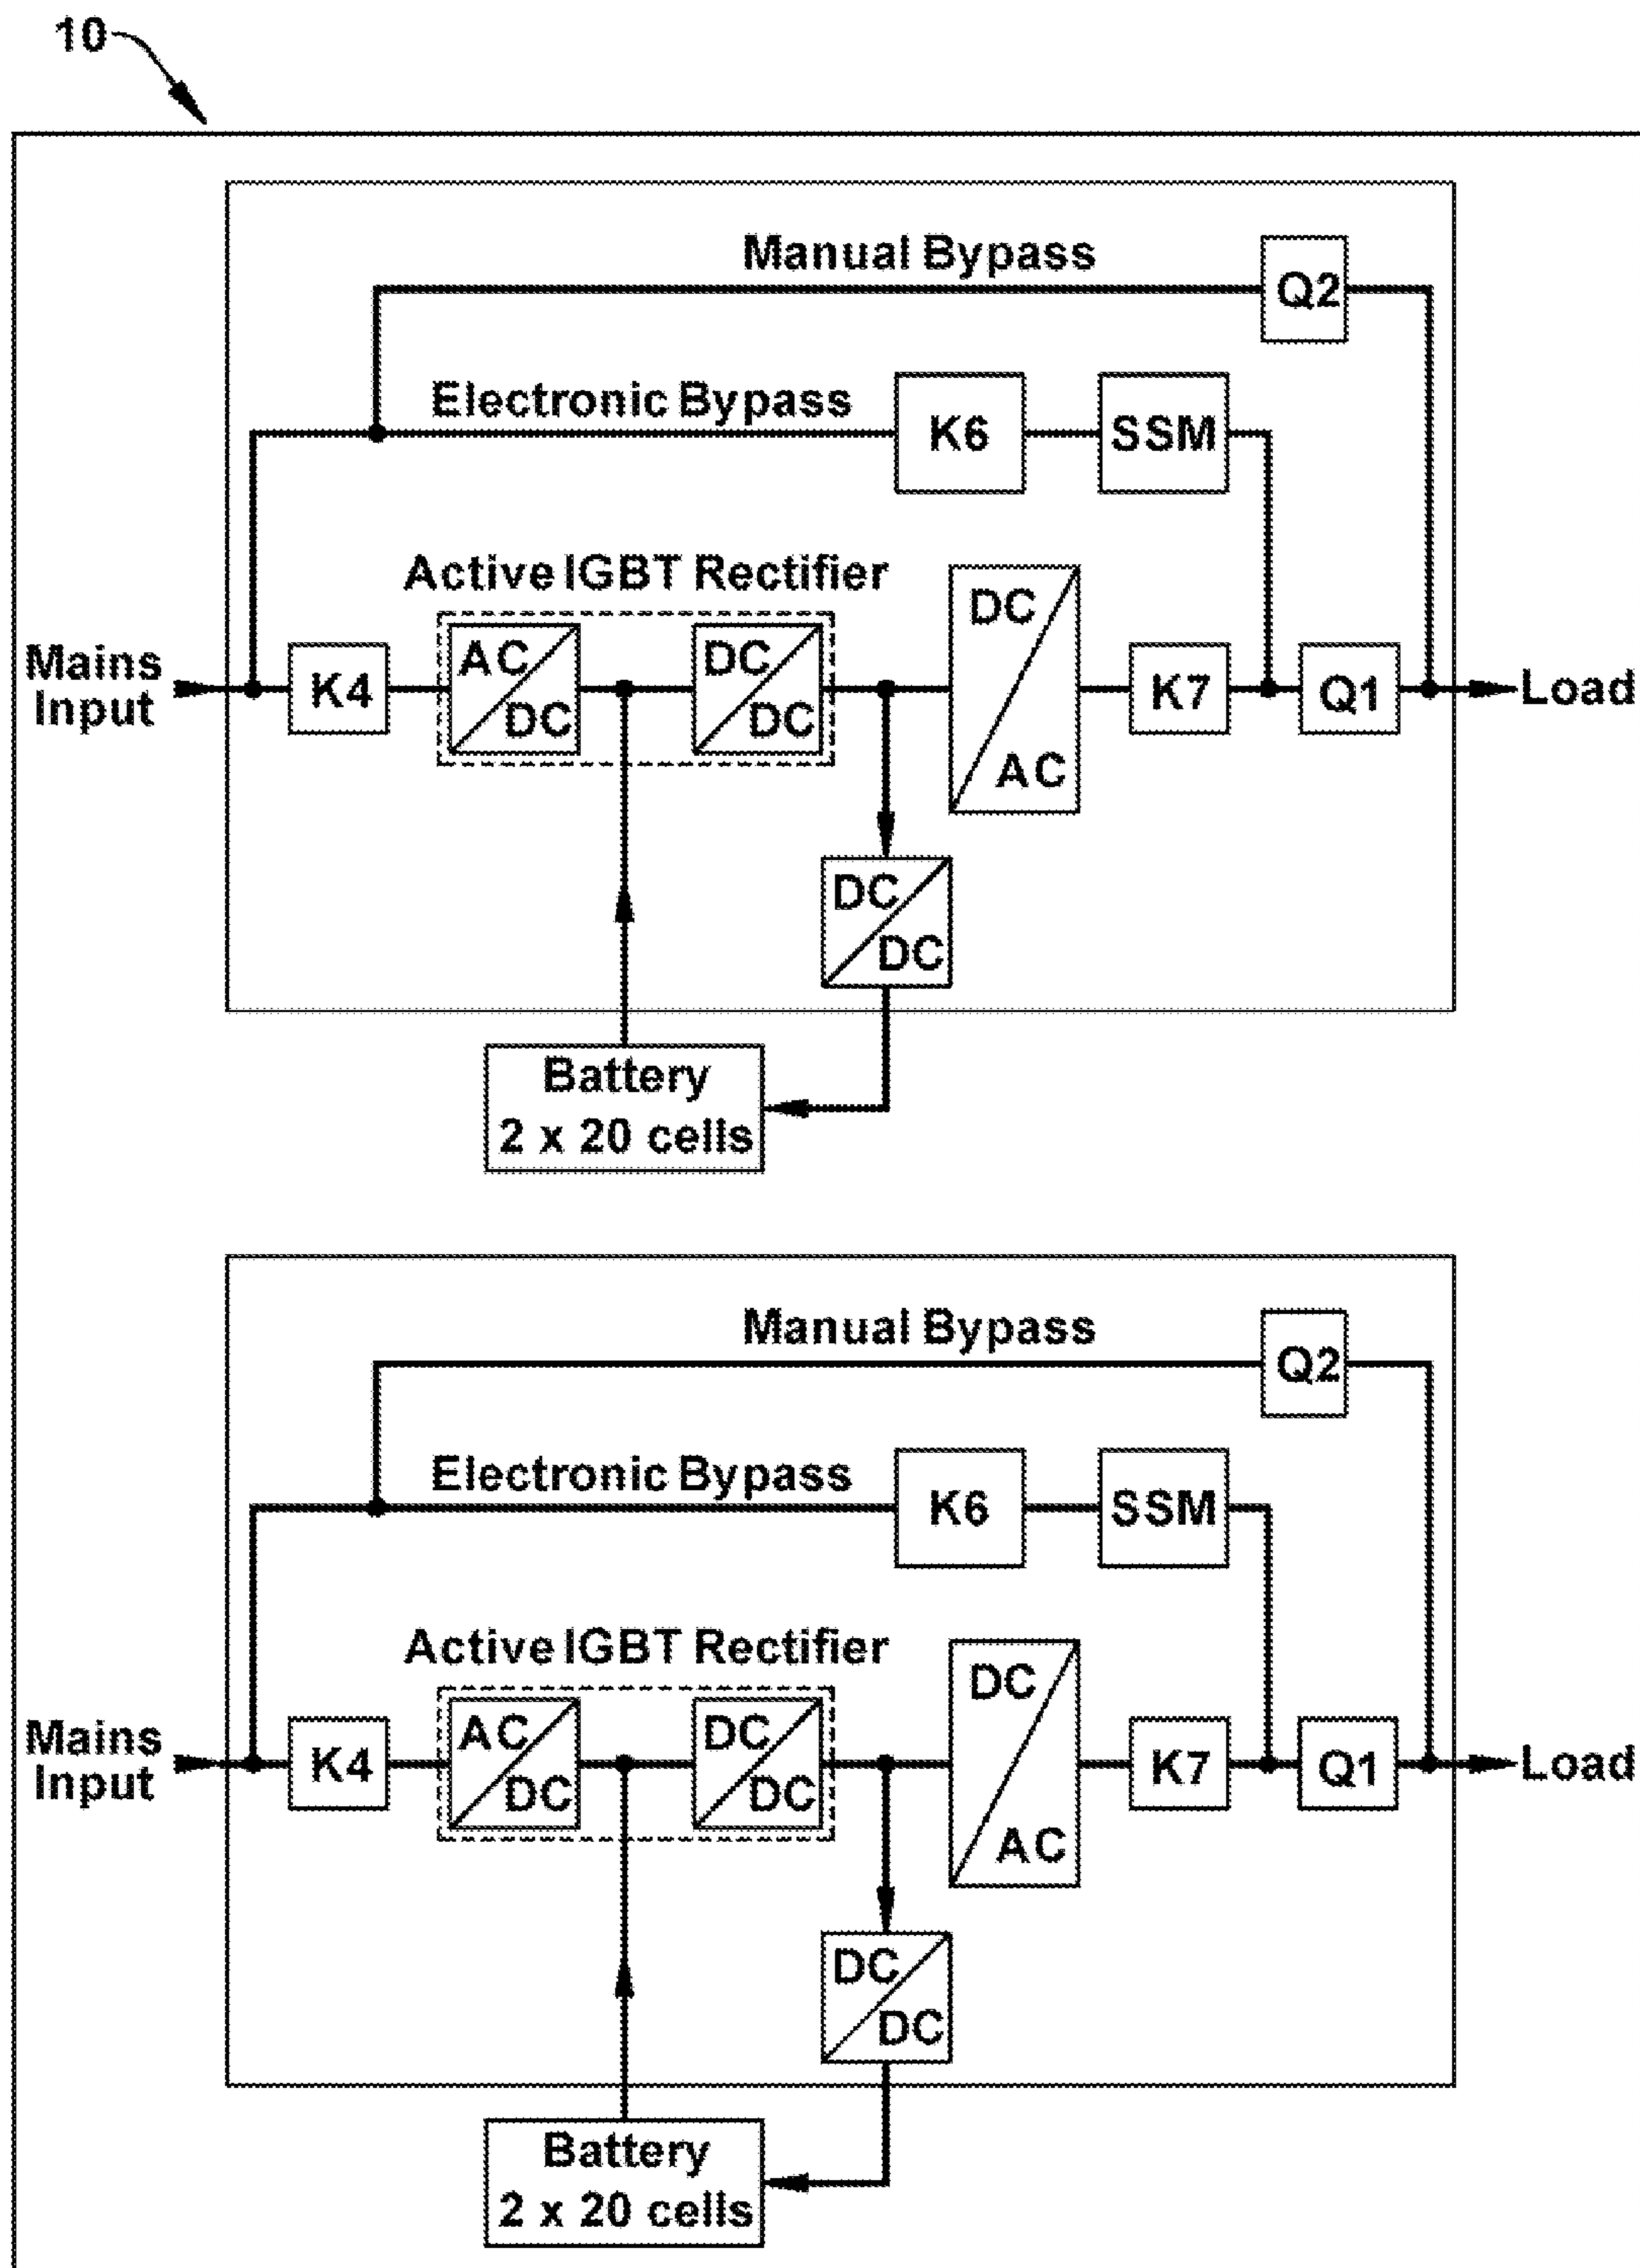 10
Manual Bypass
Q2
Electronic Bypass
K6
SSM
Active IGBT Rectifier
Mains
Input
K4
AC
DC
DC
DC
DC
AC
K7
Q1
Load
DC
DC
Battery
2 x 20 cells
Manual Bypass
Q2
Electronic Bypass
K6
SSM
Active IGBT Rectifier
Mains
Input
K4
AC
DC
DC
DC
DC
AC
K7
Q1
Load
DC
DC
Battery
2 x 20 cells